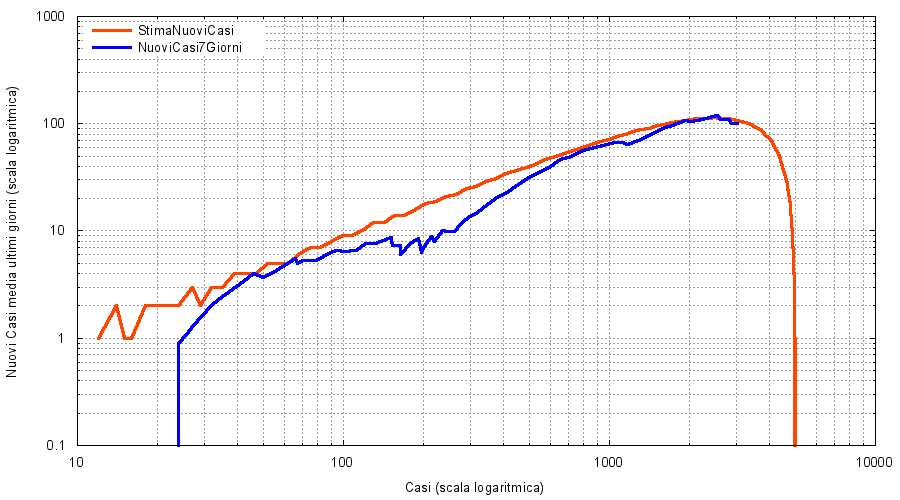 1000
StimaNuoviCasi
NuoviCasi7Giorni
100
10
1
0.1
Nuovi Casi media ultimi giorni (scala logaritmica)
10 100 1000 10000
Casi (scala logaritmica)